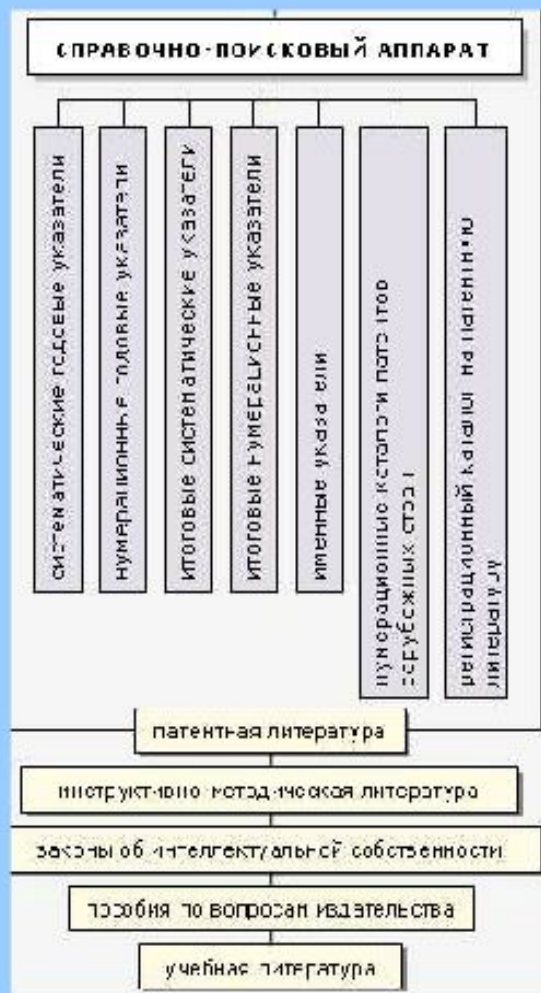 СПРАВОЧНО-ПОИСКОВЫЙ АППАРАТ
систематические годовые указатели
нумерационные годовые указатели
итоговые систематические указатели
итоговые нумерационные указатели
именные указатели
нумерационные каталоги патентов
зарубежных стран
регистрационный каталог на патентную
литературу
патентная литература
инструктивно-методическая литература
законы об интеллектуальной собственности
пособия по вопросам издательства
учебная литература